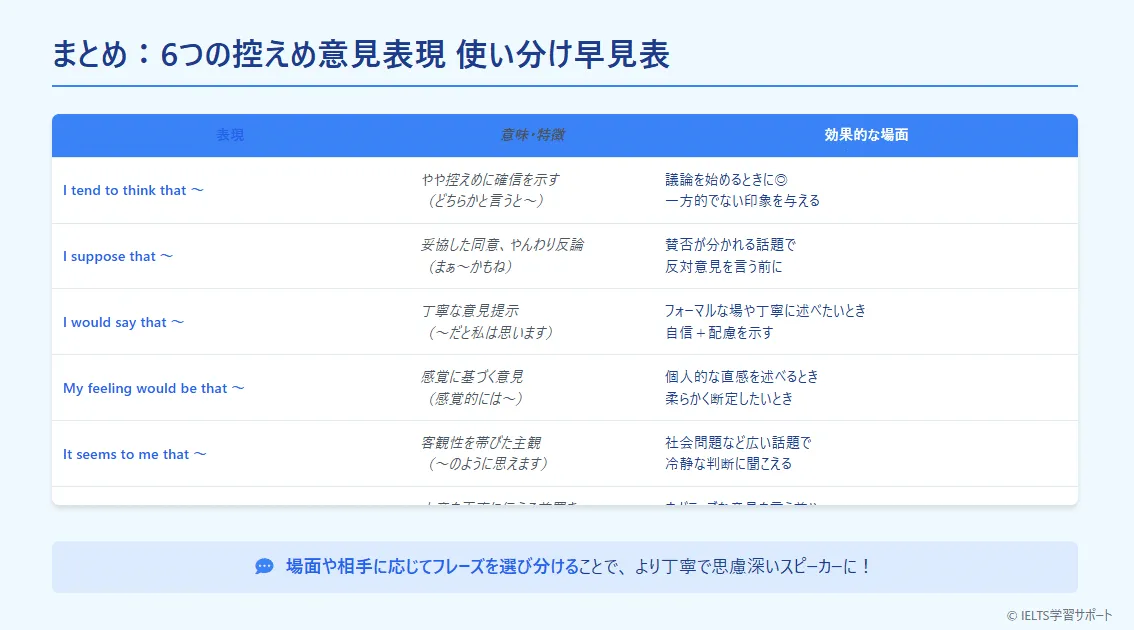 まとめ：6つの控えめ意見表現 使い分け早見表
表現 意味・特徴 効果的な場面
I tend to think that ～
やや控えめに確信を示す
（どちらかと言うと～）
議論を始めるときに◎
一方的でない印象を与える
I suppose that ～
妥協した同意、やんわり反論
（まぁ～かもね）
賛否が分かれる話題で
反対意見を言う前に
I would say that ～
丁寧な意見提示
（～だと私は思います）
フォーマルな場や丁寧に述べたいとき
自信＋配慮を示す
My feeling would be that ～
感覚に基づく意見
（感覚的には～）
個人的な直感を述べるとき
柔らかく断定したいとき
It seems to me that ～
客観性を帯びた主観
（～のように思えます）
社会問題など広い話題で
冷静な判断に聞こえる
場面や相手に応じてフレーズを選び分けることで、より丁寧で思慮深いスピーカーに！
© IELTS学習サポート